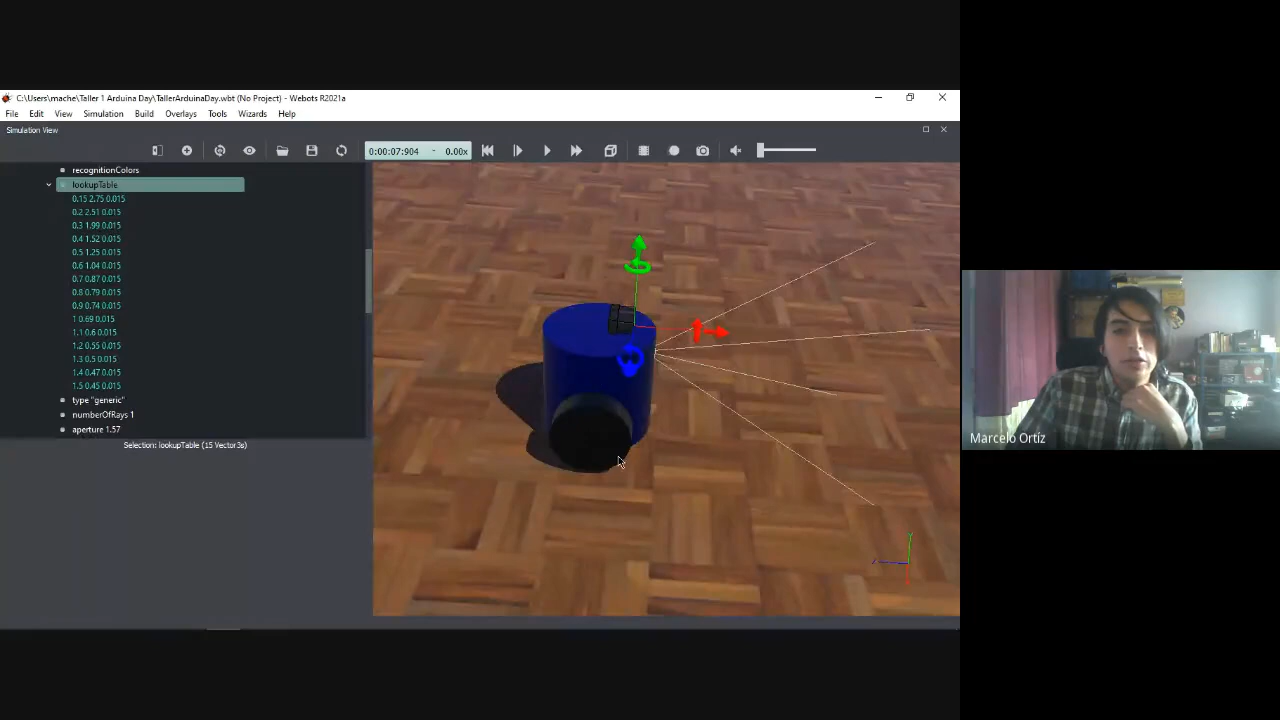 C:\Users\mache\Taller 1 Arduina Day\TallerArduinaDay.wbt (No Project) - Webots R2021a
File Edit View Simulation Build Overlays Tools Wizards Help
Simulation View
0:00:07:904 - 0.00x
recognitionColors
lookupTable
0.15 2.75 0.015
0.2 2.51 0.015
0.3 1.99 0.015
0.4 1.52 0.015
0.5 1.25 0.015
0.6 1.04 0.015
0.7 0.87 0.015
0.8 0.79 0.015
0.9 0.74 0.015
1 0.69 0.015
1.1 0.6 0.015
1.2 0.55 0.015
1.3 0.5 0.015
1.4 0.47 0.015
1.5 0.45 0.015
type "generic"
numberOfRays 1
aperture 1.57
Selection: lookupTable (15 Vector3s)
Marcelo Ortíz